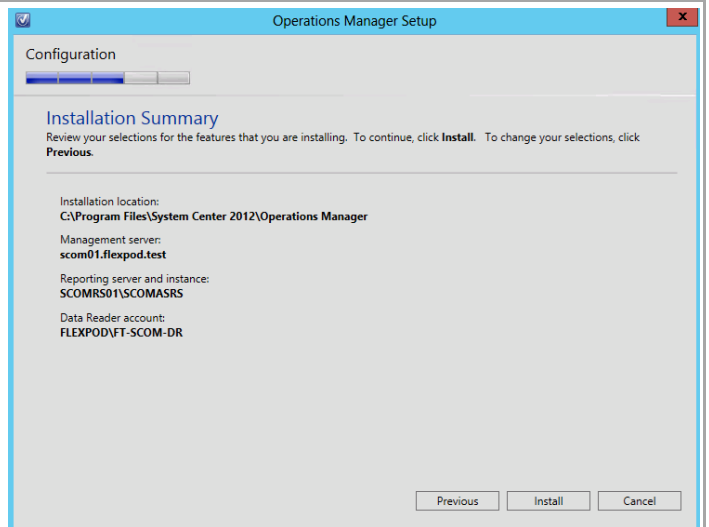 Operations Manager Setup
x
Configuration
Installation Summary
Review your selections for the features that you are installing. To continue, click Install. To change your selections, click
Previous.
Installation location:
C:\Program Files\System Center 2012\Operations Manager
Management server:
scom01.flexpod.test
Reporting server and instance:
SCOMRS01\SCOMASRS
Data Reader account:
FLEXPOD\FT-SCOM-DR
Previous Install Cancel